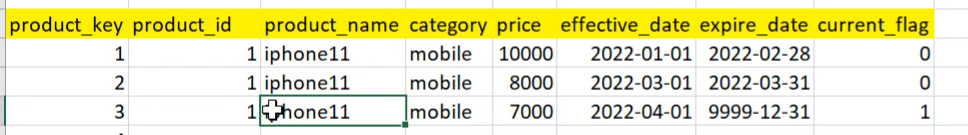 product_key product_id product_name category price effective_date expire_date current_flag
1 1 iphone11 mobile 10000 2022-01-01 2022-02-28 0
2 1 iphone11 mobile 8000 2022-03-01 2022-03-31 0
3 1 iphone11 mobile 7000 2022-04-01 9999-12-31 1